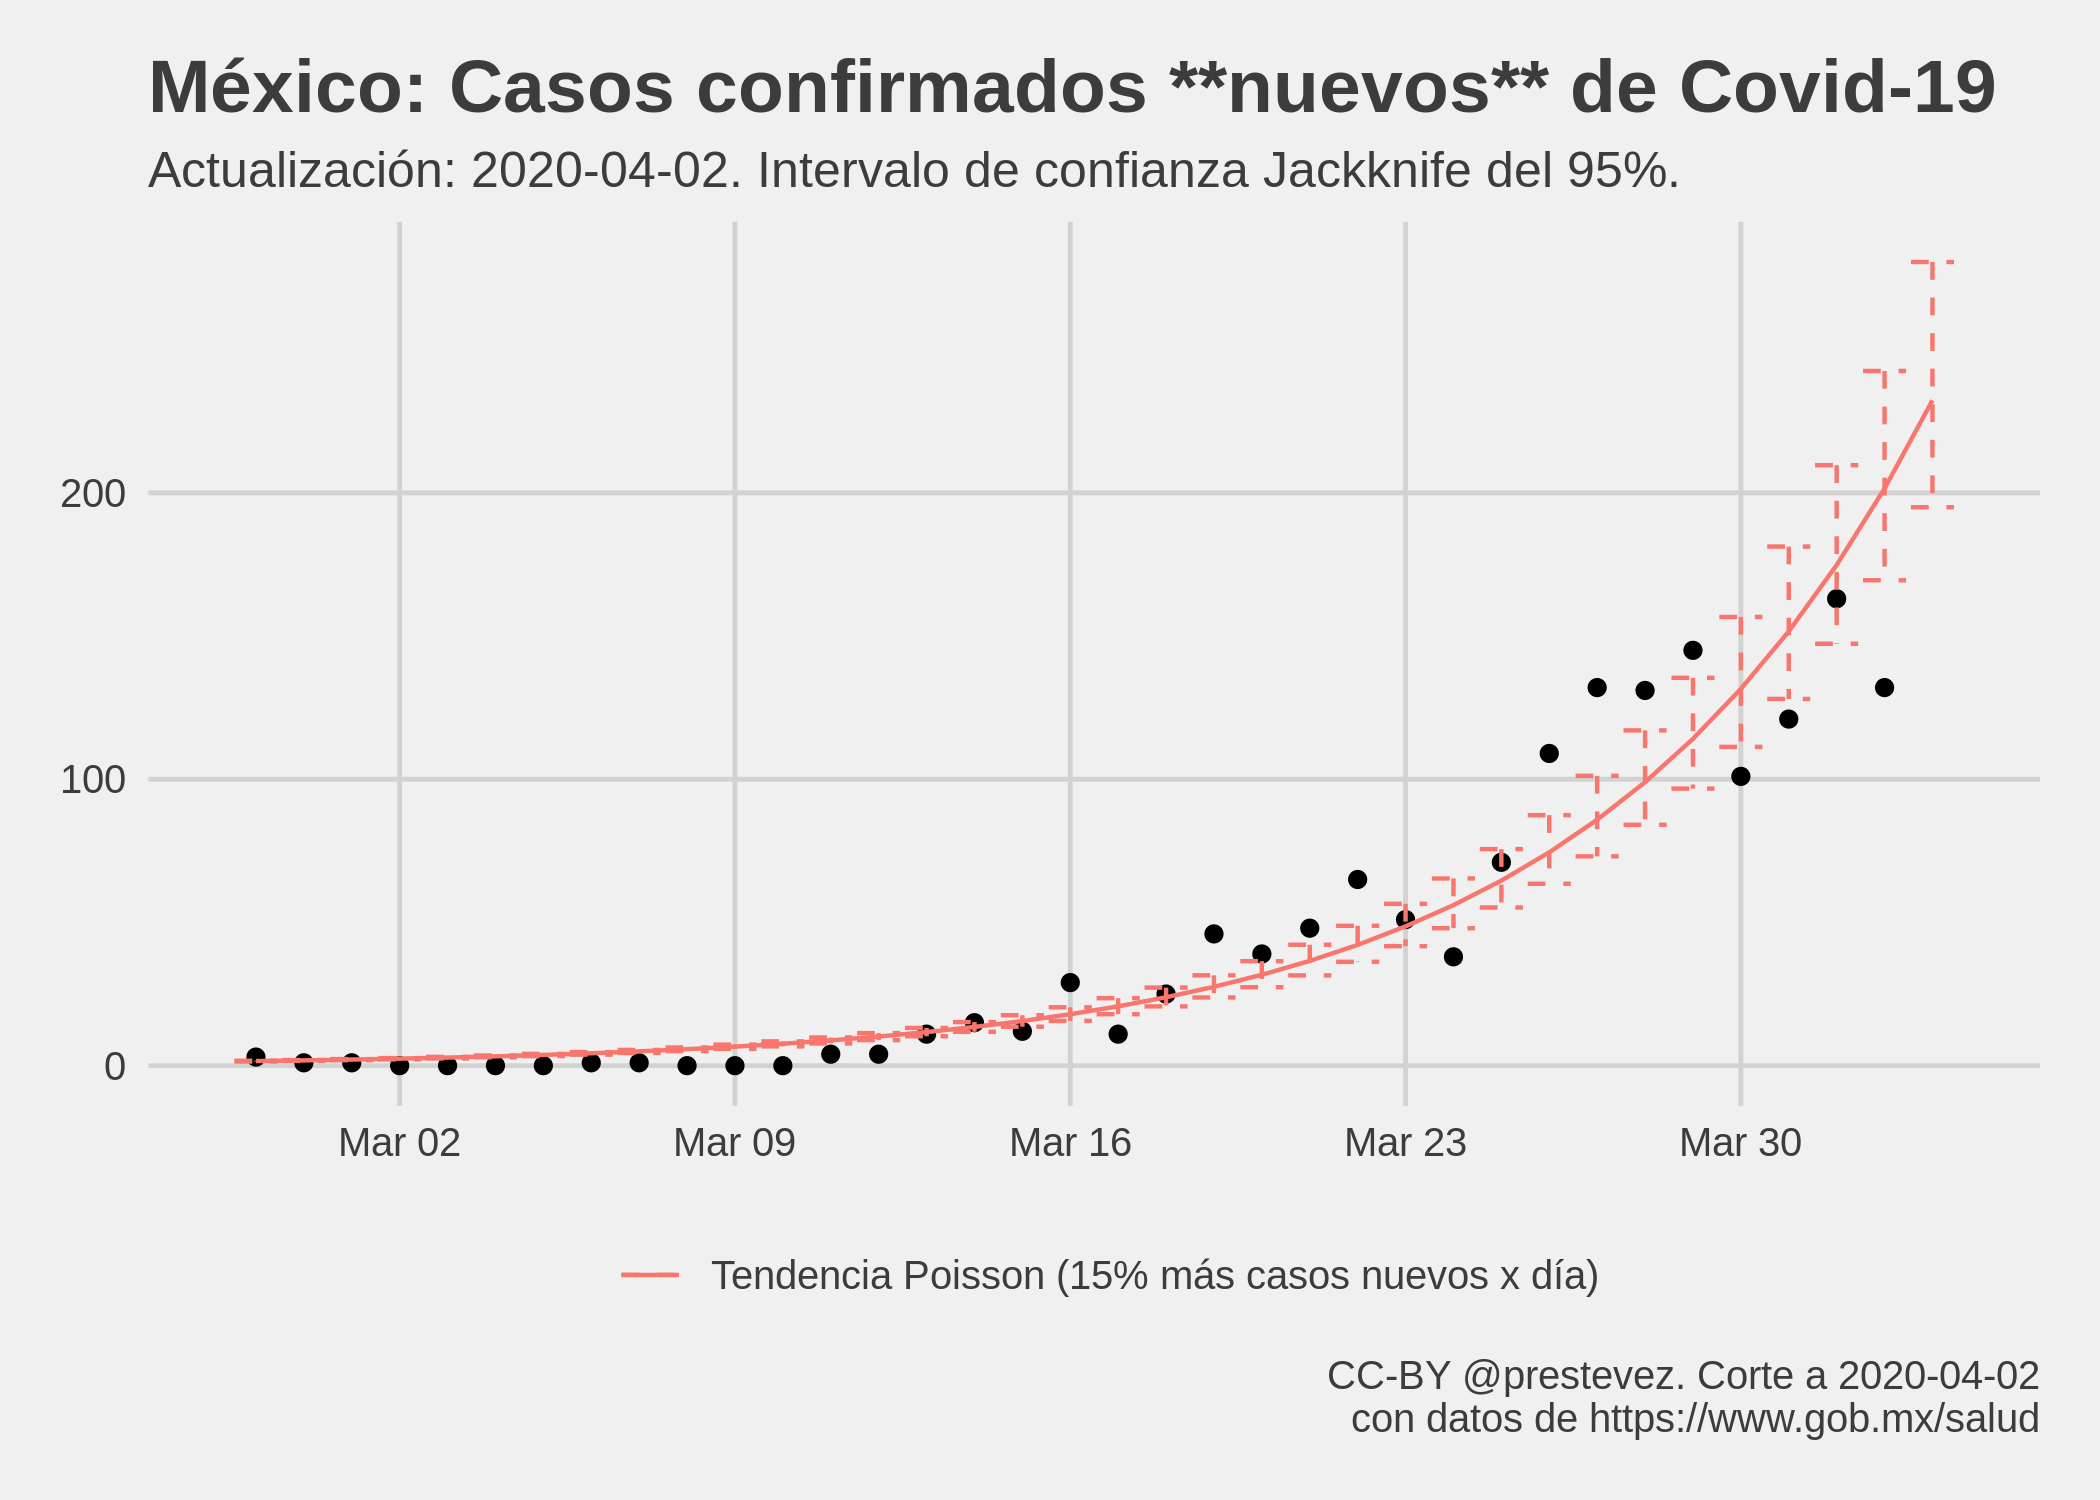 México: Casos confirmados **nuevos** de Covid-19
Actualización: 2020-04-02. Intervalo de confianza Jackknife del 95%.
200
100
0
Mar 02
Mar 09
Mar 16
Mar 23
Mar 30
Tendencia Poisson (15% más casos nuevos x día)
CC-BY @prestevez. Corte a 2020-04-02
con datos de https://www.gob.mx/salud